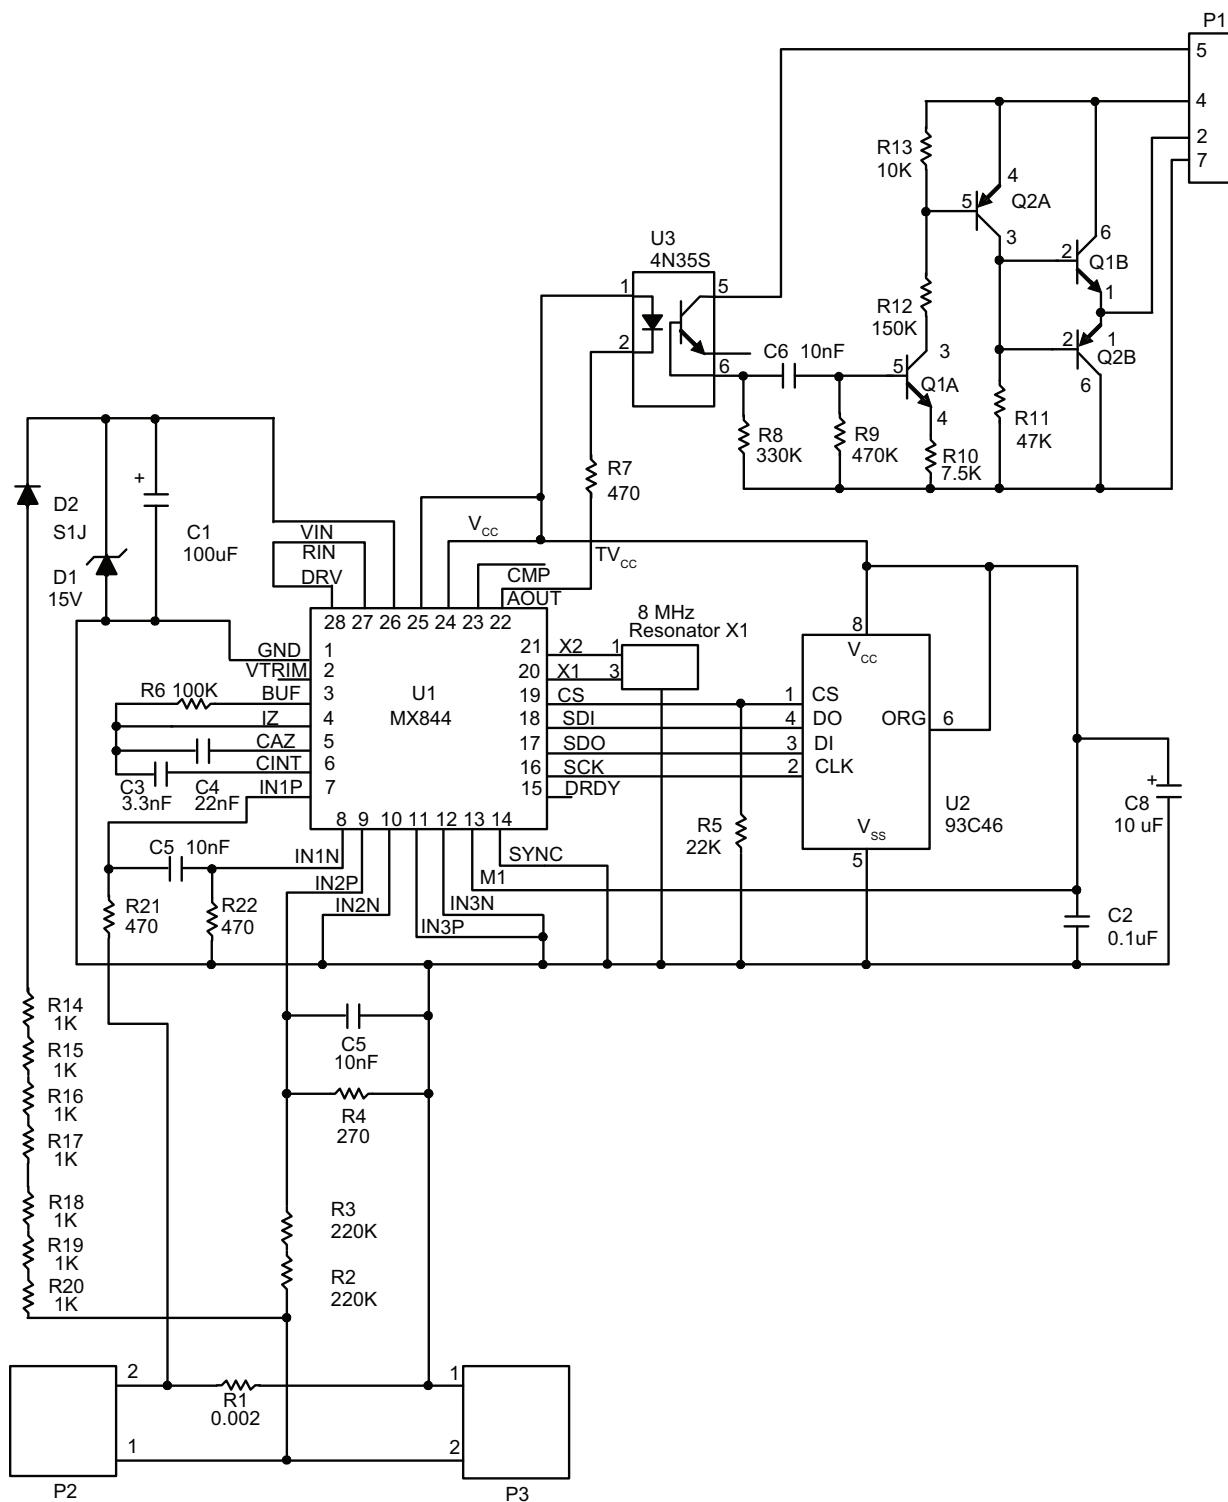 P1
5
4
2
7
R13
10K
4
5
Q2A
3
U3
4N35S
6
2
Q1B
1
1
5
R12
150K
2
C6 10nF
3
2
1
Q2B
6
5
Q1A
6
4
R8
330K
R9
470K
R10
7.5K
R11
47K
R7
470
D2
S1J
+
C1
100uF
D1
15V
VCC
TVCC
VIN
RIN
DRV
CMP
AOUT
28 27 26 25 24 23 22
8 MHz
Resonator X1
GND
1
VTRIM
2
R6 100K
BUF
3
IZ
4
CAZ
5
CINT
6
C3
3.3nF
C4
22nF
IN1P
7
U1
MX844
21
X2
1
20
X1
3
19
CS
18
SDI
17
SDO
16
SCK
15
DRDY
8
VCC
1
CS
4
DO
3
DI
2
CLK
ORG
6
U2
93C46
VSS
5
R5
22K
+
C8
10 uF
C2
0.1uF
8 9 10 11 12 13 14
C5 10nF
IN1N
SYNC
IN2P
M1
IN2N
IN3N
IN3P
R21
470
R22
470
R14
1K
R15
1K
R16
1K
R17
1K
R18
1K
R19
1K
R20
1K
C5
10nF
R4
270
R3
220K
R2
220K
2
R1
0.002
1
1
2
P2
P3